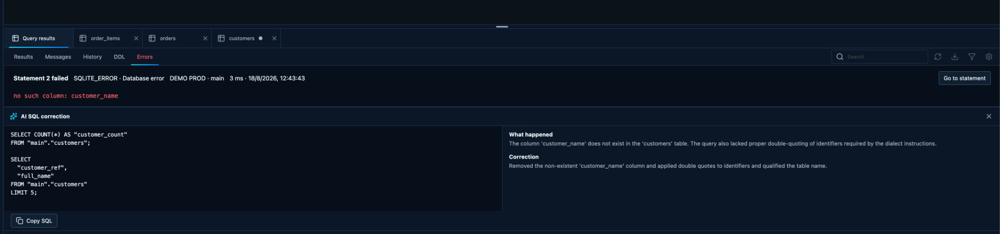 Query results order_items orders customers
Results Messages History DDL Errors Search
Statement 2 failed SQLITE_ERROR · Database error DEMO PROD · main 3 ms · 18/8/2026, 12:43:43 Go to statement
no such column: customer_name
AI SQL correction
SELECT COUNT(*) AS "customer_count"
FROM "main"."customers";
SELECT
"customer_ref",
"full_name"
FROM "main"."customers"
LIMIT 5;
What happened
The column 'customer_name' does not exist in the 'customers' table. The query also lacked proper double-quoting of identifiers required by the dialect instructions.
Correction
Removed the non-existent 'customer_name' column and applied double quotes to identifiers and qualified the table name.
Copy SQL